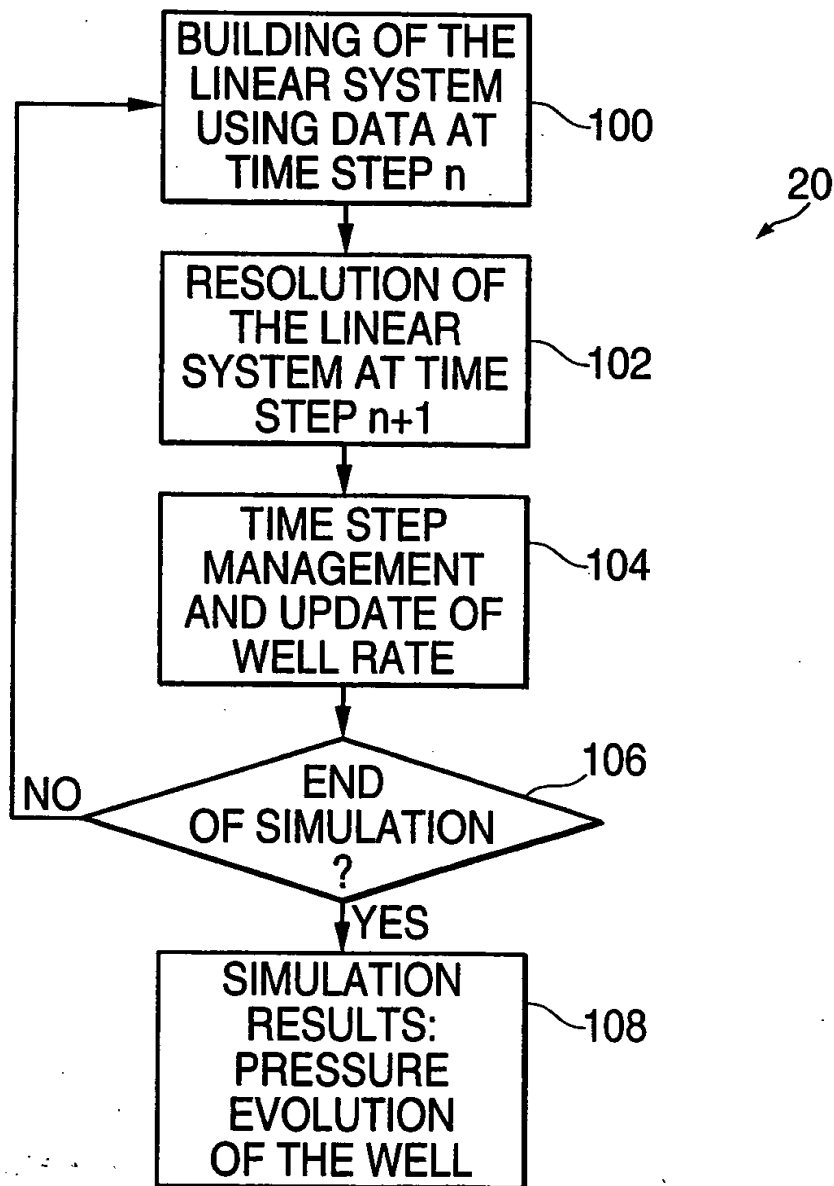 BUILDING OF THE
LINEAR SYSTEM
USING DATA AT
TIME STEP n
100
20
RESOLUTION OF
THE LINEAR
SYSTEM AT TIME
STEP n+1
102
TIME STEP
MANAGEMENT
AND UPDATE OF
WELL RATE
104
106
END
OF SIMULATION
?
NO
YES
SIMULATION
RESULTS:
PRESSURE
EVOLUTION
OF THE WELL
108